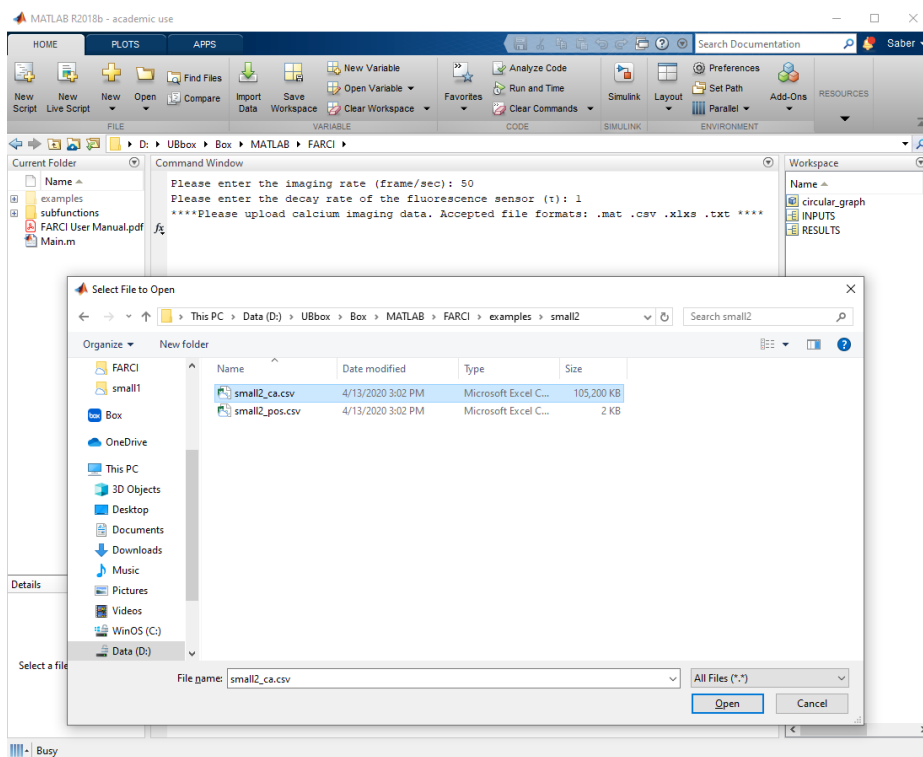 MATLAB R2018b - academic use
HOME PLOTS APPS
Search Documentation
Saber
New Script
New Live Script
New
Open
Find Files
Compare
Import Data
Save Workspace
New Variable
Open Variable
Clear Workspace
Favorites
Analyze Code
Run and Time
Clear Commands
Simulink
Layout
Preferences
Set Path
Parallel
Add-Ons
RESOURCES
FILE VARIABLE CODE SIMULINK ENVIRONMENT
D: UBbox Box MATLAB FARCI
Current Folder
Name
examples
subfunctions
FARCI User Manual.pdf
Main.m
Command Window
Please enter the imaging rate (frame/sec): 50
Please enter the decay rate of the fluorescence sensor (τ): 1
****Please upload calcium imaging data. Accepted file formats: .mat .csv .xlxs .txt ****
fx
Workspace
Name
circular_graph
INPUTS
RESULTS
Select File to Open
This PC > Data (D:) > UBbox > Box > MATLAB > FARCI > examples > small2
Search small2
Organize New folder
FARCI
small1
box Box
OneDrive
This PC
3D Objects
Desktop
Documents
Downloads
Music
Pictures
Videos
WinOS (C:)
Data (D:)
Name Date modified Type Size
small2_ca.csv 4/13/2020 3:02 PM Microsoft Excel C... 105,200 KB
small2_pos.csv 4/13/2020 3:02 PM Microsoft Excel C... 2 KB
File name: small2_ca.csv
All Files (*.*)
Open Cancel
Details
Select a file
Busy